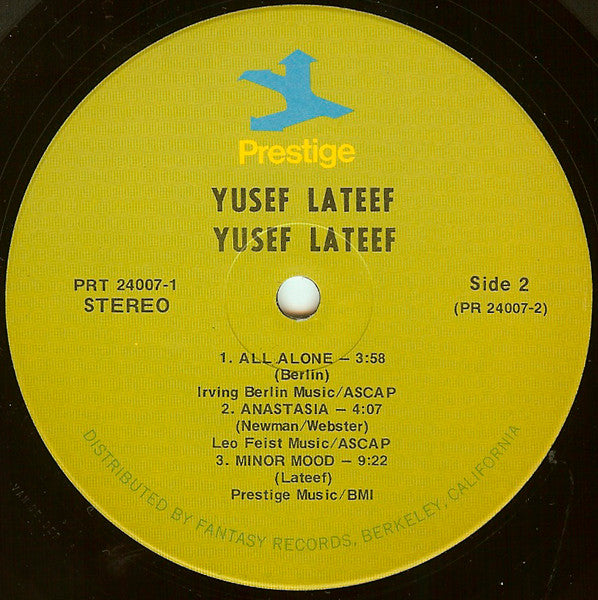 Prestige
YUSEF LATEEF
YUSEF LATEEF
PRT 24007-1
STEREO
Side 2
(PR 24007-2)
1. ALL ALONE — 3:58
(Berlin)
Irving Berlin Music/ASCAP
2. ANASTASIA — 4:07
(Newman/Webster)
Leo Feist Music/ASCAP
3. MINOR MOOD — 9:22
(Lateef)
Prestige Music/BMI
DISTRIBUTED BY FANTASY RECORDS, BERKELEY, CALIFORNIA